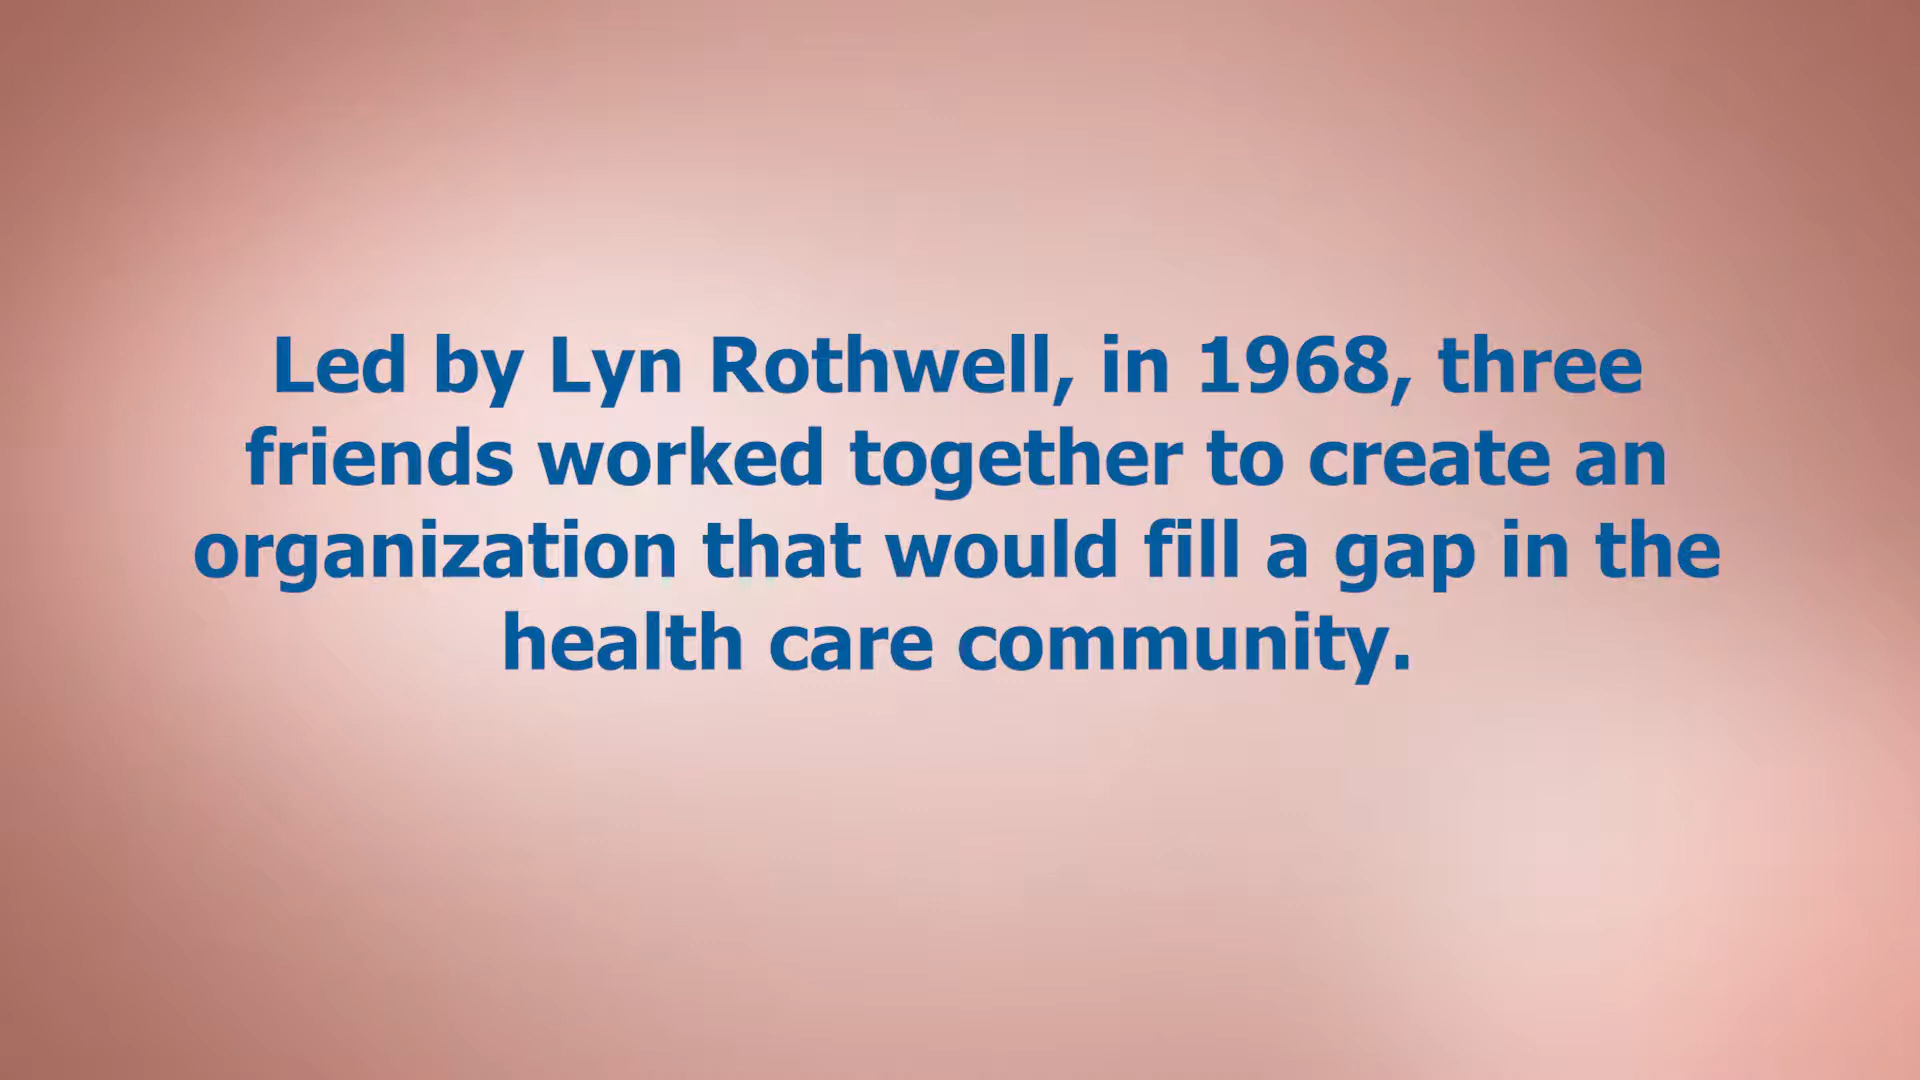 Led by Lyn Rothwell, in 1968, three
friends worked together to create an
organization that would fill a gap in the
health care community.